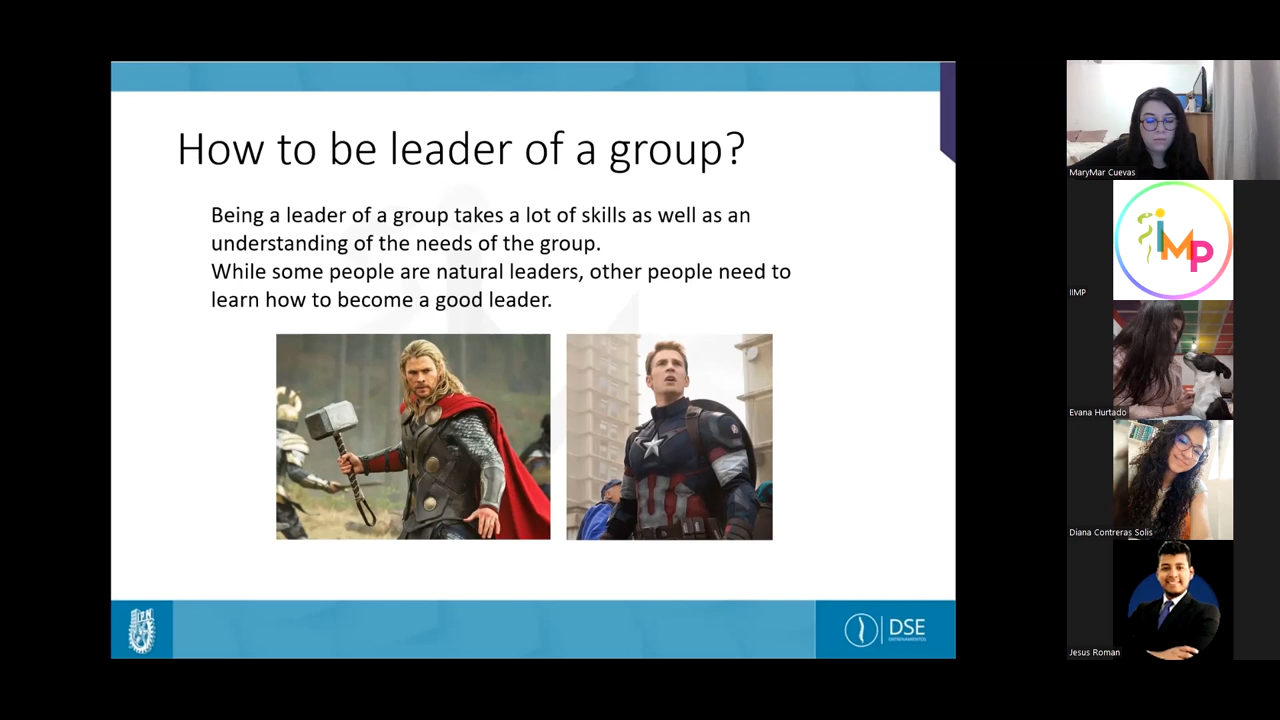 How to be leader of a group?
Being a leader of a group takes a lot of skills as well as an
understanding of the needs of the group.
While some people are natural leaders, other people need to
learn how to become a good leader.
DSE
ENTRENAMIENTOS
MaryMar Cuevas
iMP
IIMP
Evana Hurtado
Diana Contreras Solis
Jesus Roman